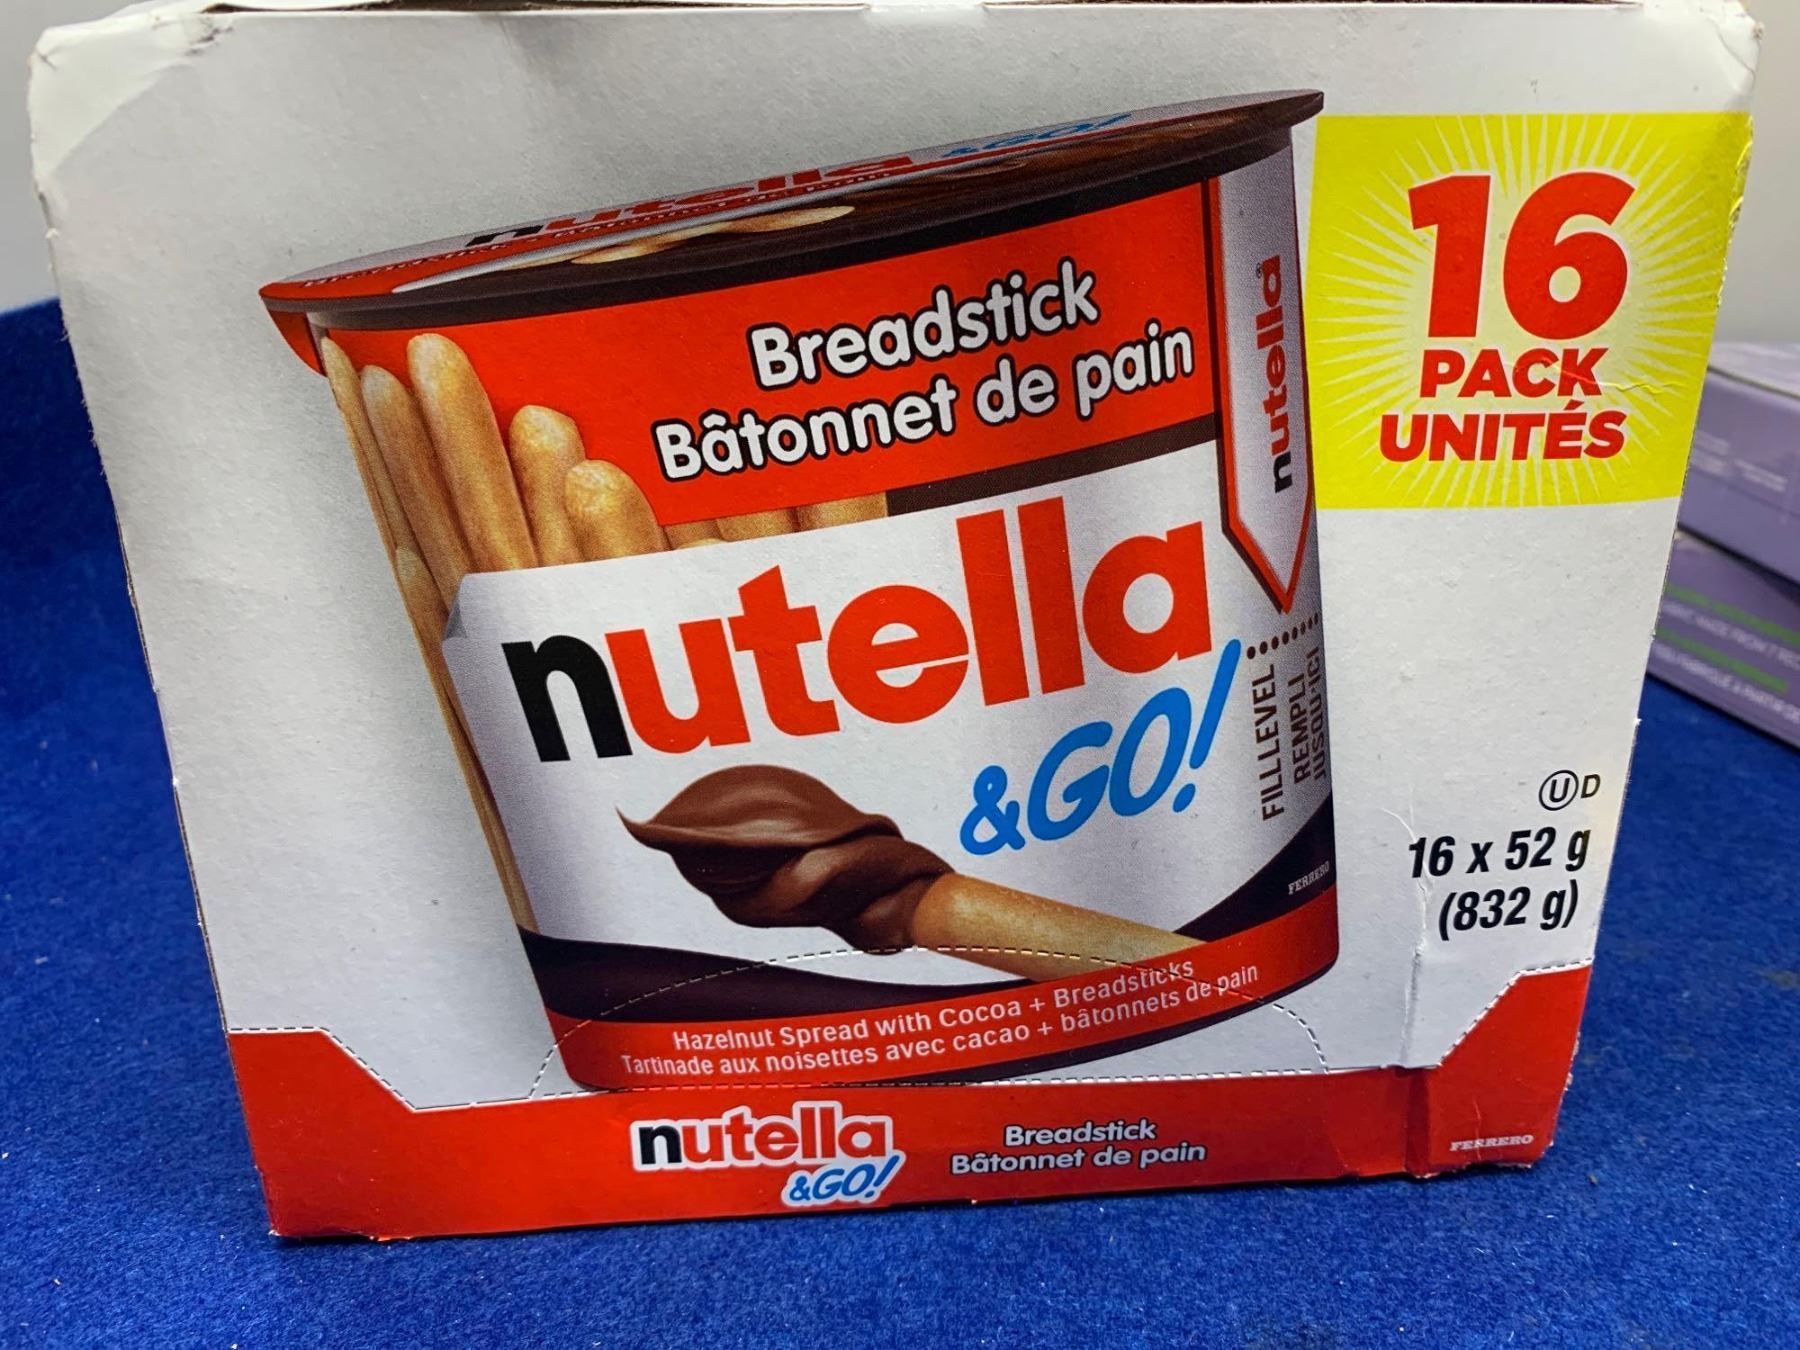 Breadstick
Bâtonnet de pain
nutella
&GO!
nutella
FILL LEVEL
REMPLI
JUSQU'ICI
FERRERO
Hazelnut Spread with Cocoa + Breadsticks
Tartinade aux noisettes avec cacao + bâtonnets de pain
16
PACK
UNITÉS
UD
16 x 52 g
(832 g)
nutella
&GO!
Breadstick
Bâtonnet de pain
FERRERO